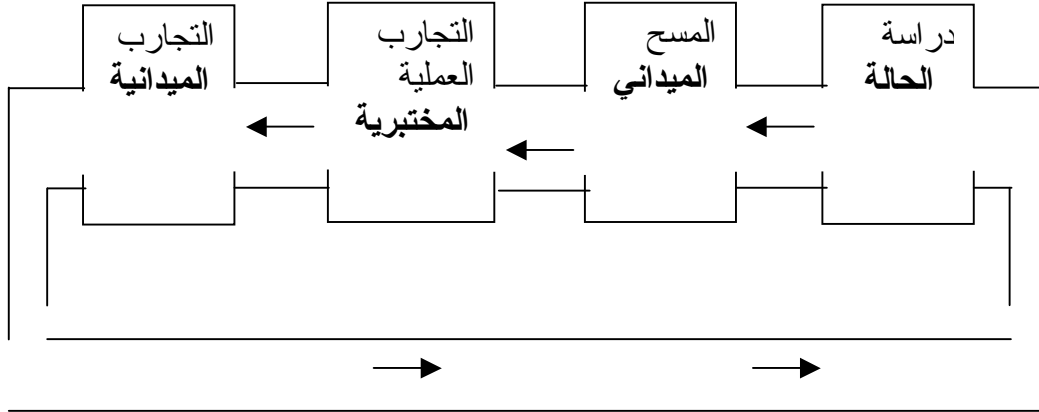 دراسة
الحالة
المسح
الميداني
التجارب
العملية
المختبرية
التجارب
الميدانية